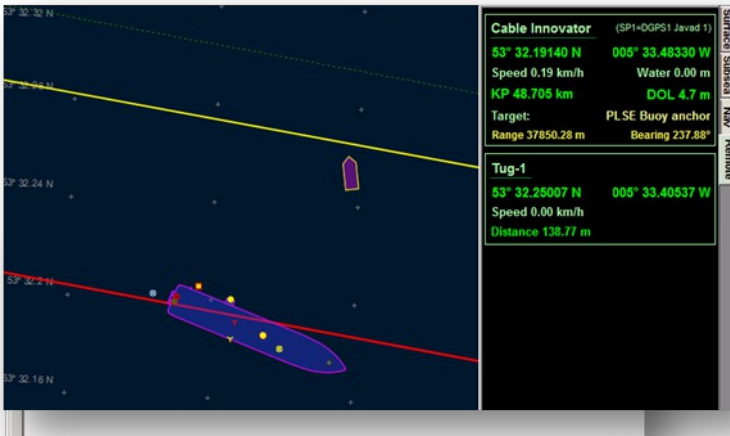 53° 32.32 N
53° 32.28 N
53° 32.24 N
53° 32.2 N
53° 32.16 N
Cable Innovator (SP1=DGPS1 Javad 1)
53° 32.19140 N 005° 33.48330 W
Speed 0.19 km/h Water 0.00 m
KP 48.705 km DOL 4.7 m
Target: PLSE Buoy anchor
Range 37850.28 m Bearing 237.88°
Tug-1
53° 32.25007 N 005° 33.40537 W
Speed 0.00 km/h
Distance 138.77 m
Surface
Subsea
Nav
Remote